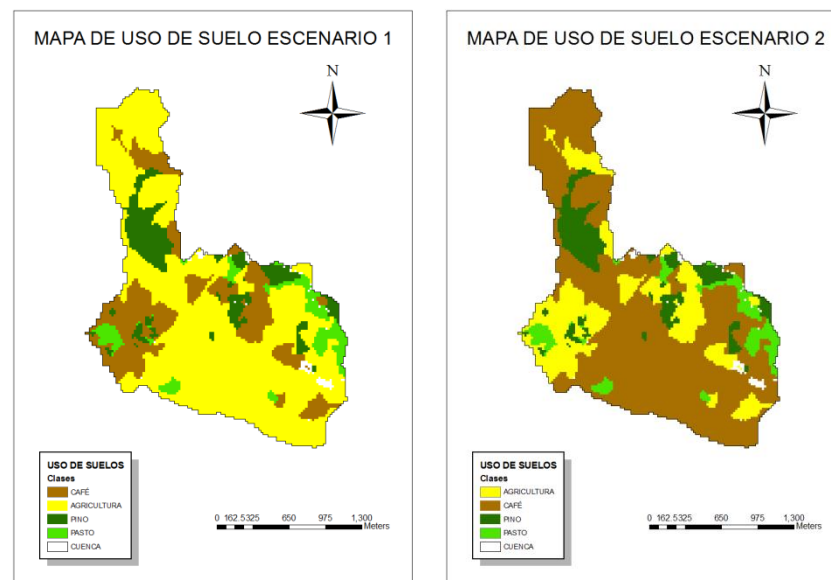 MAPA DE USO DE SUELO ESCENARIO 1
N
USO DE SUELOS
Clases
CAFÉ
AGRICULTURA
PINO
PASTO
CUENCA
0 162.5325 650 975 1,300
Meters
MAPA DE USO DE SUELO ESCENARIO 2
N
USO DE SUELOS
Clases
AGRICULTURA
CAFÉ
PINO
PASTO
CUENCA
0 162.5325 650 975 1,300
Meters